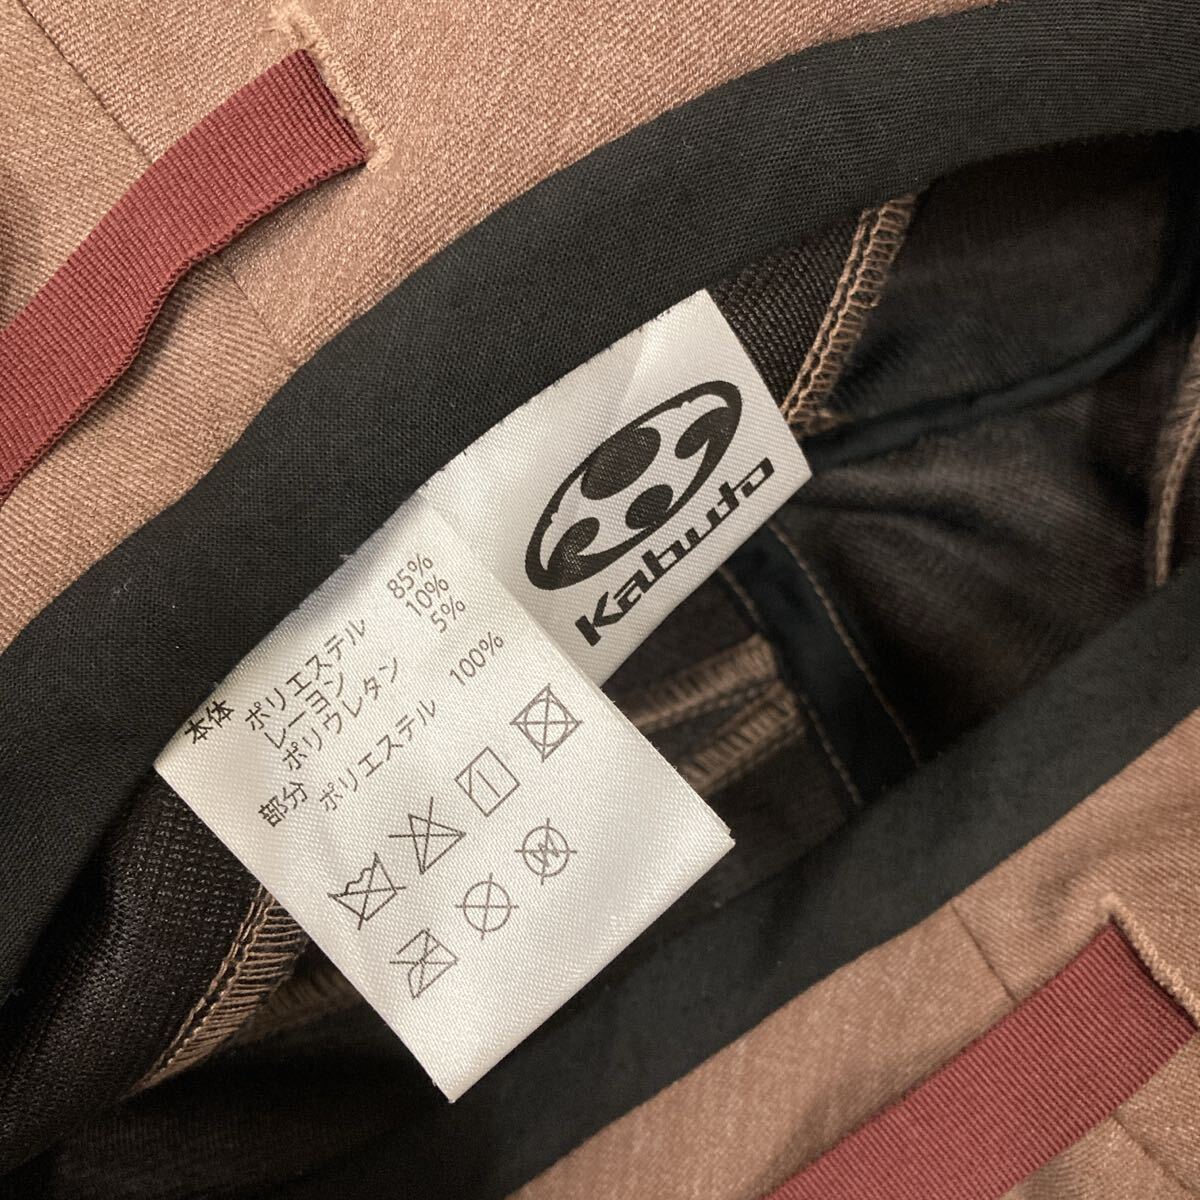 Kabuto
本体 ポリエステル 85%
レーヨン 10%
ポリウレタン 5%
部分 ポリエステル 100%